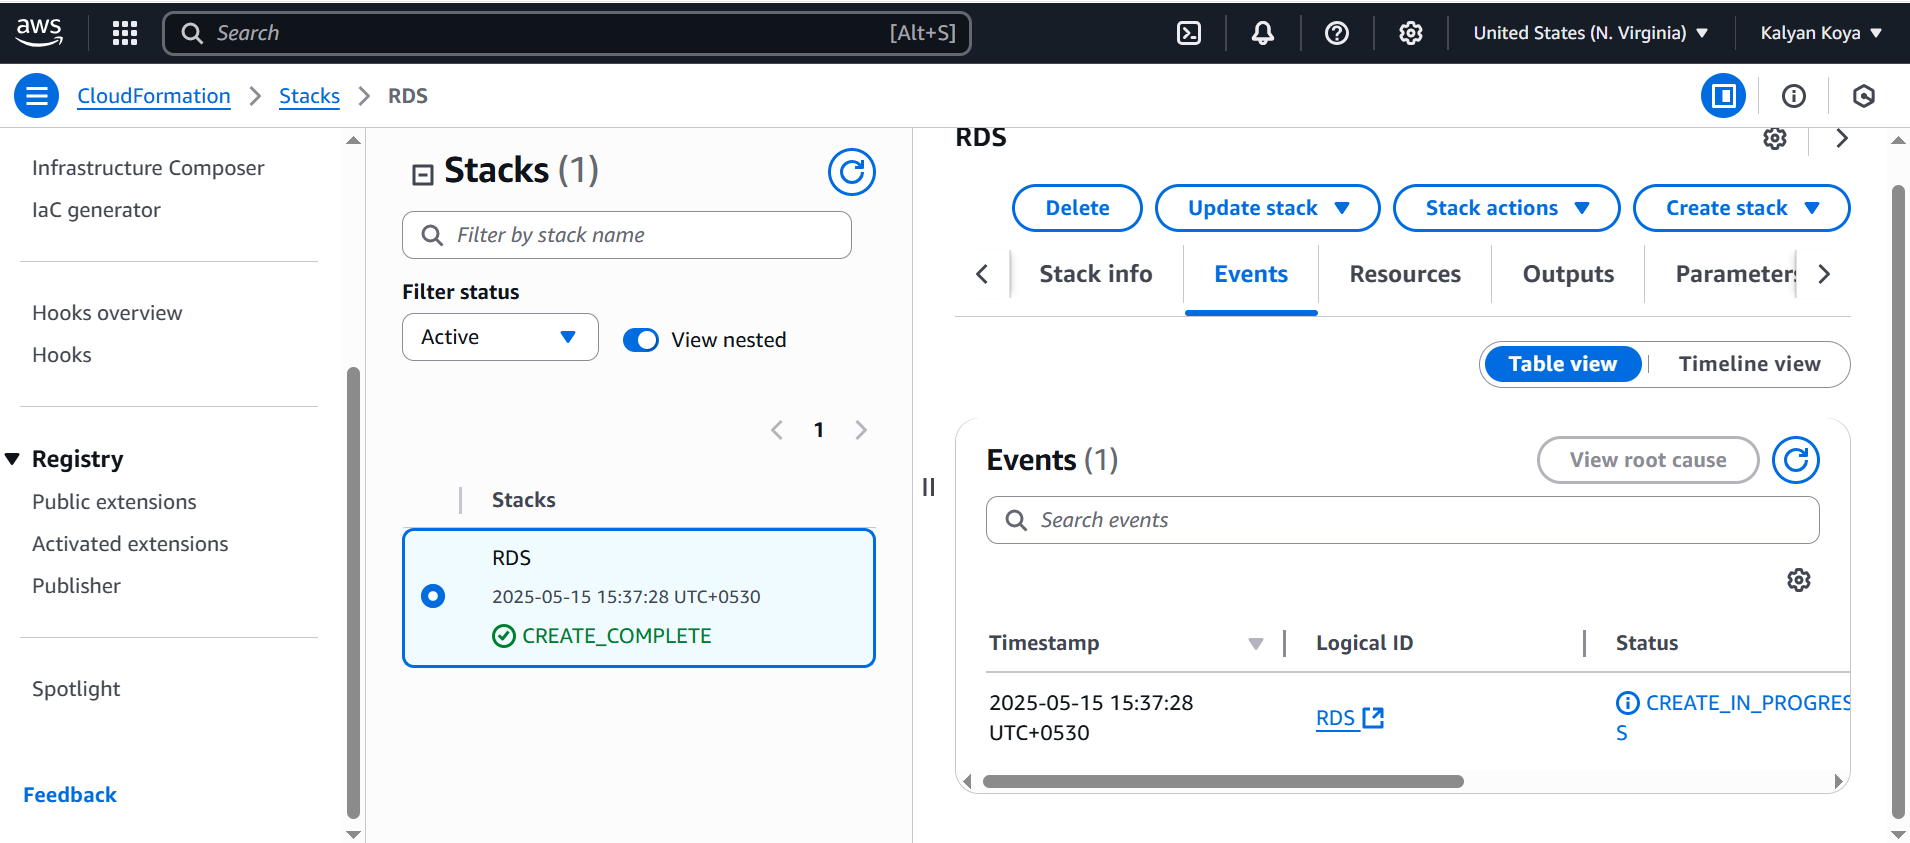 aws
Search
[Alt+S]
United States (N. Virginia)
Kalyan Koya
CloudFormation
Stacks
RDS
Infrastructure Composer
IaC generator
Hooks overview
Hooks
Registry
Public extensions
Activated extensions
Publisher
Spotlight
Feedback
Stacks (1)
Filter by stack name
Filter status
Active
View nested
1
Stacks
RDS
2025-05-15 15:37:28 UTC+0530
CREATE_COMPLETE
RDS
Delete
Update stack
Stack actions
Create stack
Stack info
Events
Resources
Outputs
Parameters
Table view
Timeline view
Events (1)
View root cause
Search events
Timestamp
Logical ID
Status
2025-05-15 15:37:28
UTC+0530
RDS
CREATE_IN_PROGRES
S